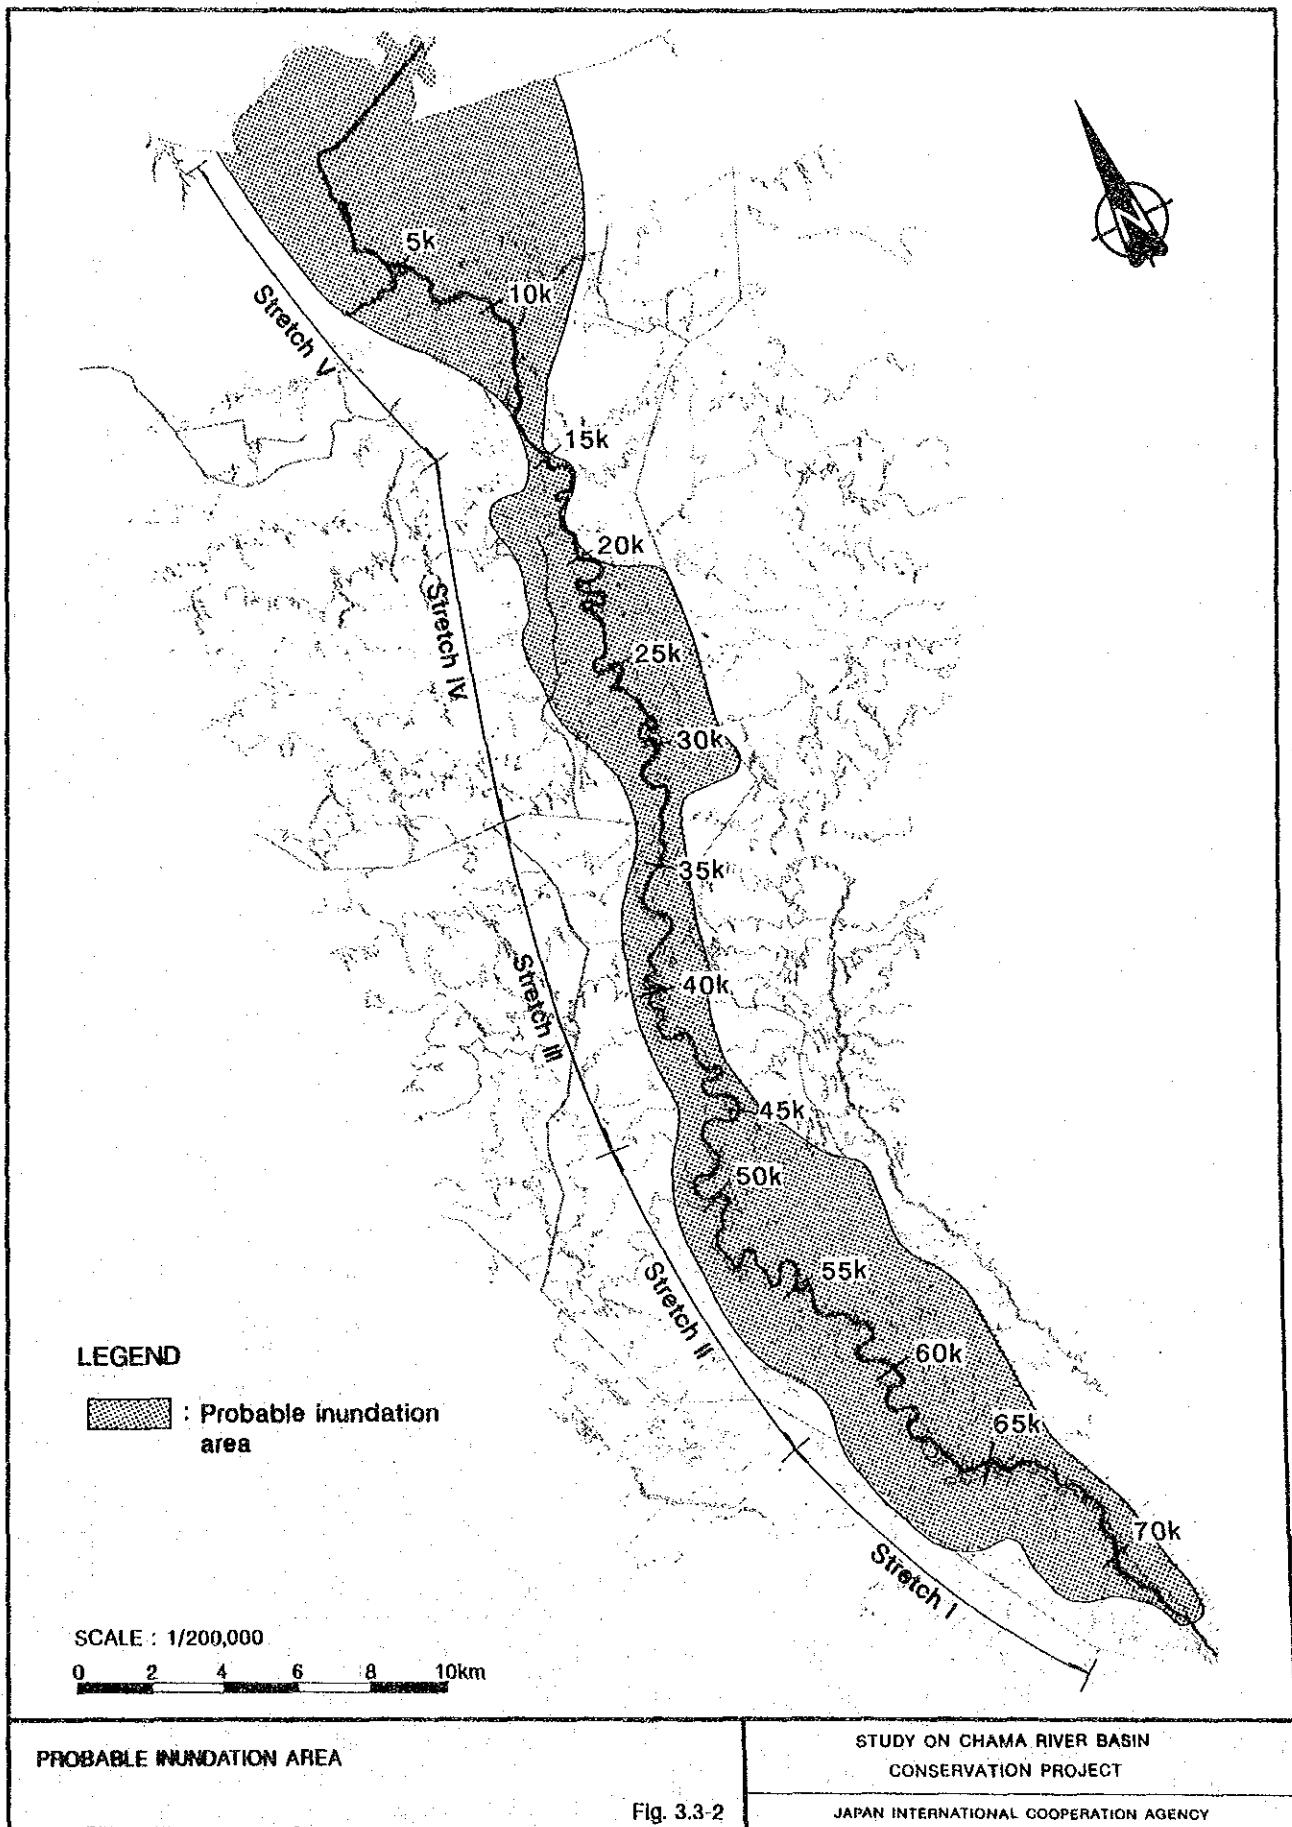 5k
10k
Stretch V
15k
20k
Stretch IV
25k
30k
35k
40k
Stretch III
45k
50k
55k
Stretch II
60k
65k
70k
Stretch I
LEGEND
: Probable inundation
area
SCALE : 1/200,000
0 2 4 6 8 10km
PROBABLE INUNDATION AREA
Fig. 3.3-2
STUDY ON CHAMA RIVER BASIN
CONSERVATION PROJECT
JAPAN INTERNATIONAL COOPERATION AGENCY